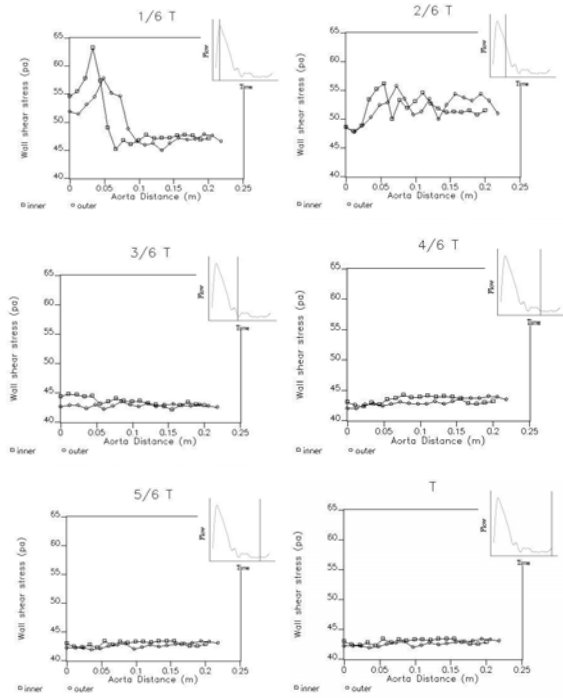 1/6 T
65
60
55
50
45
40
Wall shear stress (pa)
0
0.05
0.1
0.15
0.2
0.25
Aorta Distance (m)
inner
outer
Flow
Time
2/6 T
65
60
55
50
45
40
Wall shear stress (pa)
0
0.05
0.1
0.15
0.2
0.25
Aorta Distance (m)
inner
outer
Flow
Time
3/6 T
65
60
55
50
45
40
Wall shear stress (pa)
0
0.05
0.1
0.15
0.2
0.25
Aorta Distance (m)
inner
outer
Flow
Time
4/6 T
65
60
55
50
45
40
Wall shear stress (pa)
0
0.05
0.1
0.15
0.2
0.25
Aorta Distance (m)
inner
outer
Flow
Time
5/6 T
65
60
55
50
45
40
Wall shear stress (pa)
0
0.05
0.1
0.15
0.2
0.25
Aorta Distance (m)
inner
outer
Flow
Time
T
65
60
55
50
45
40
Wall shear stress (pa)
0
0.05
0.1
0.15
0.2
0.25
Aorta Distance (m)
inner
outer
Flow
Time